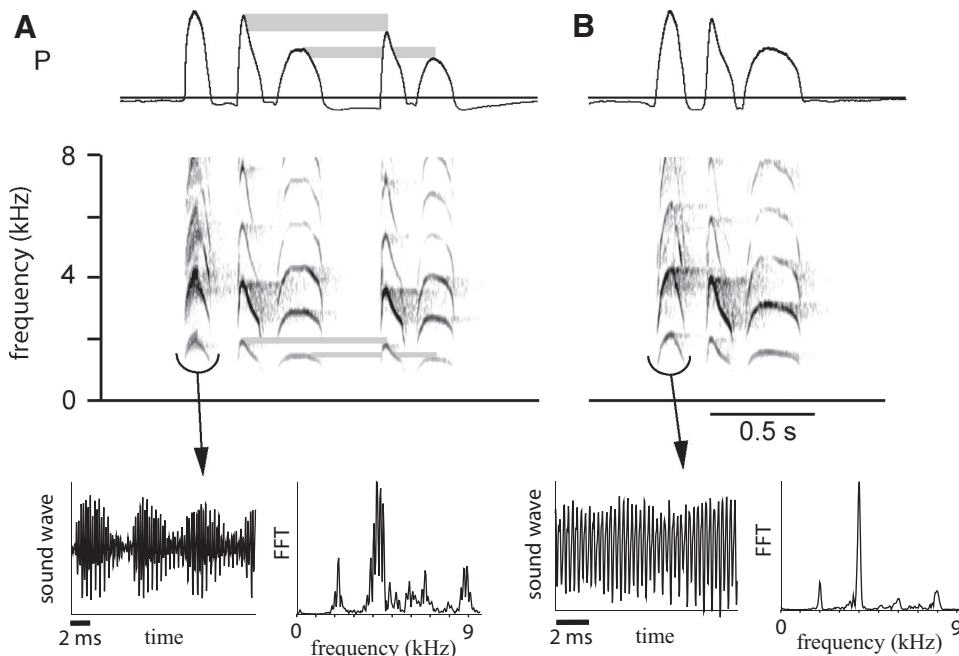 A
B
P
8
4
0
frequency (kHz)
0.5 s
sound wave
2 ms
time
FFT
0
9
frequency (kHz)
sound wave
2 ms
time
FFT
0
9
frequency (kHz)